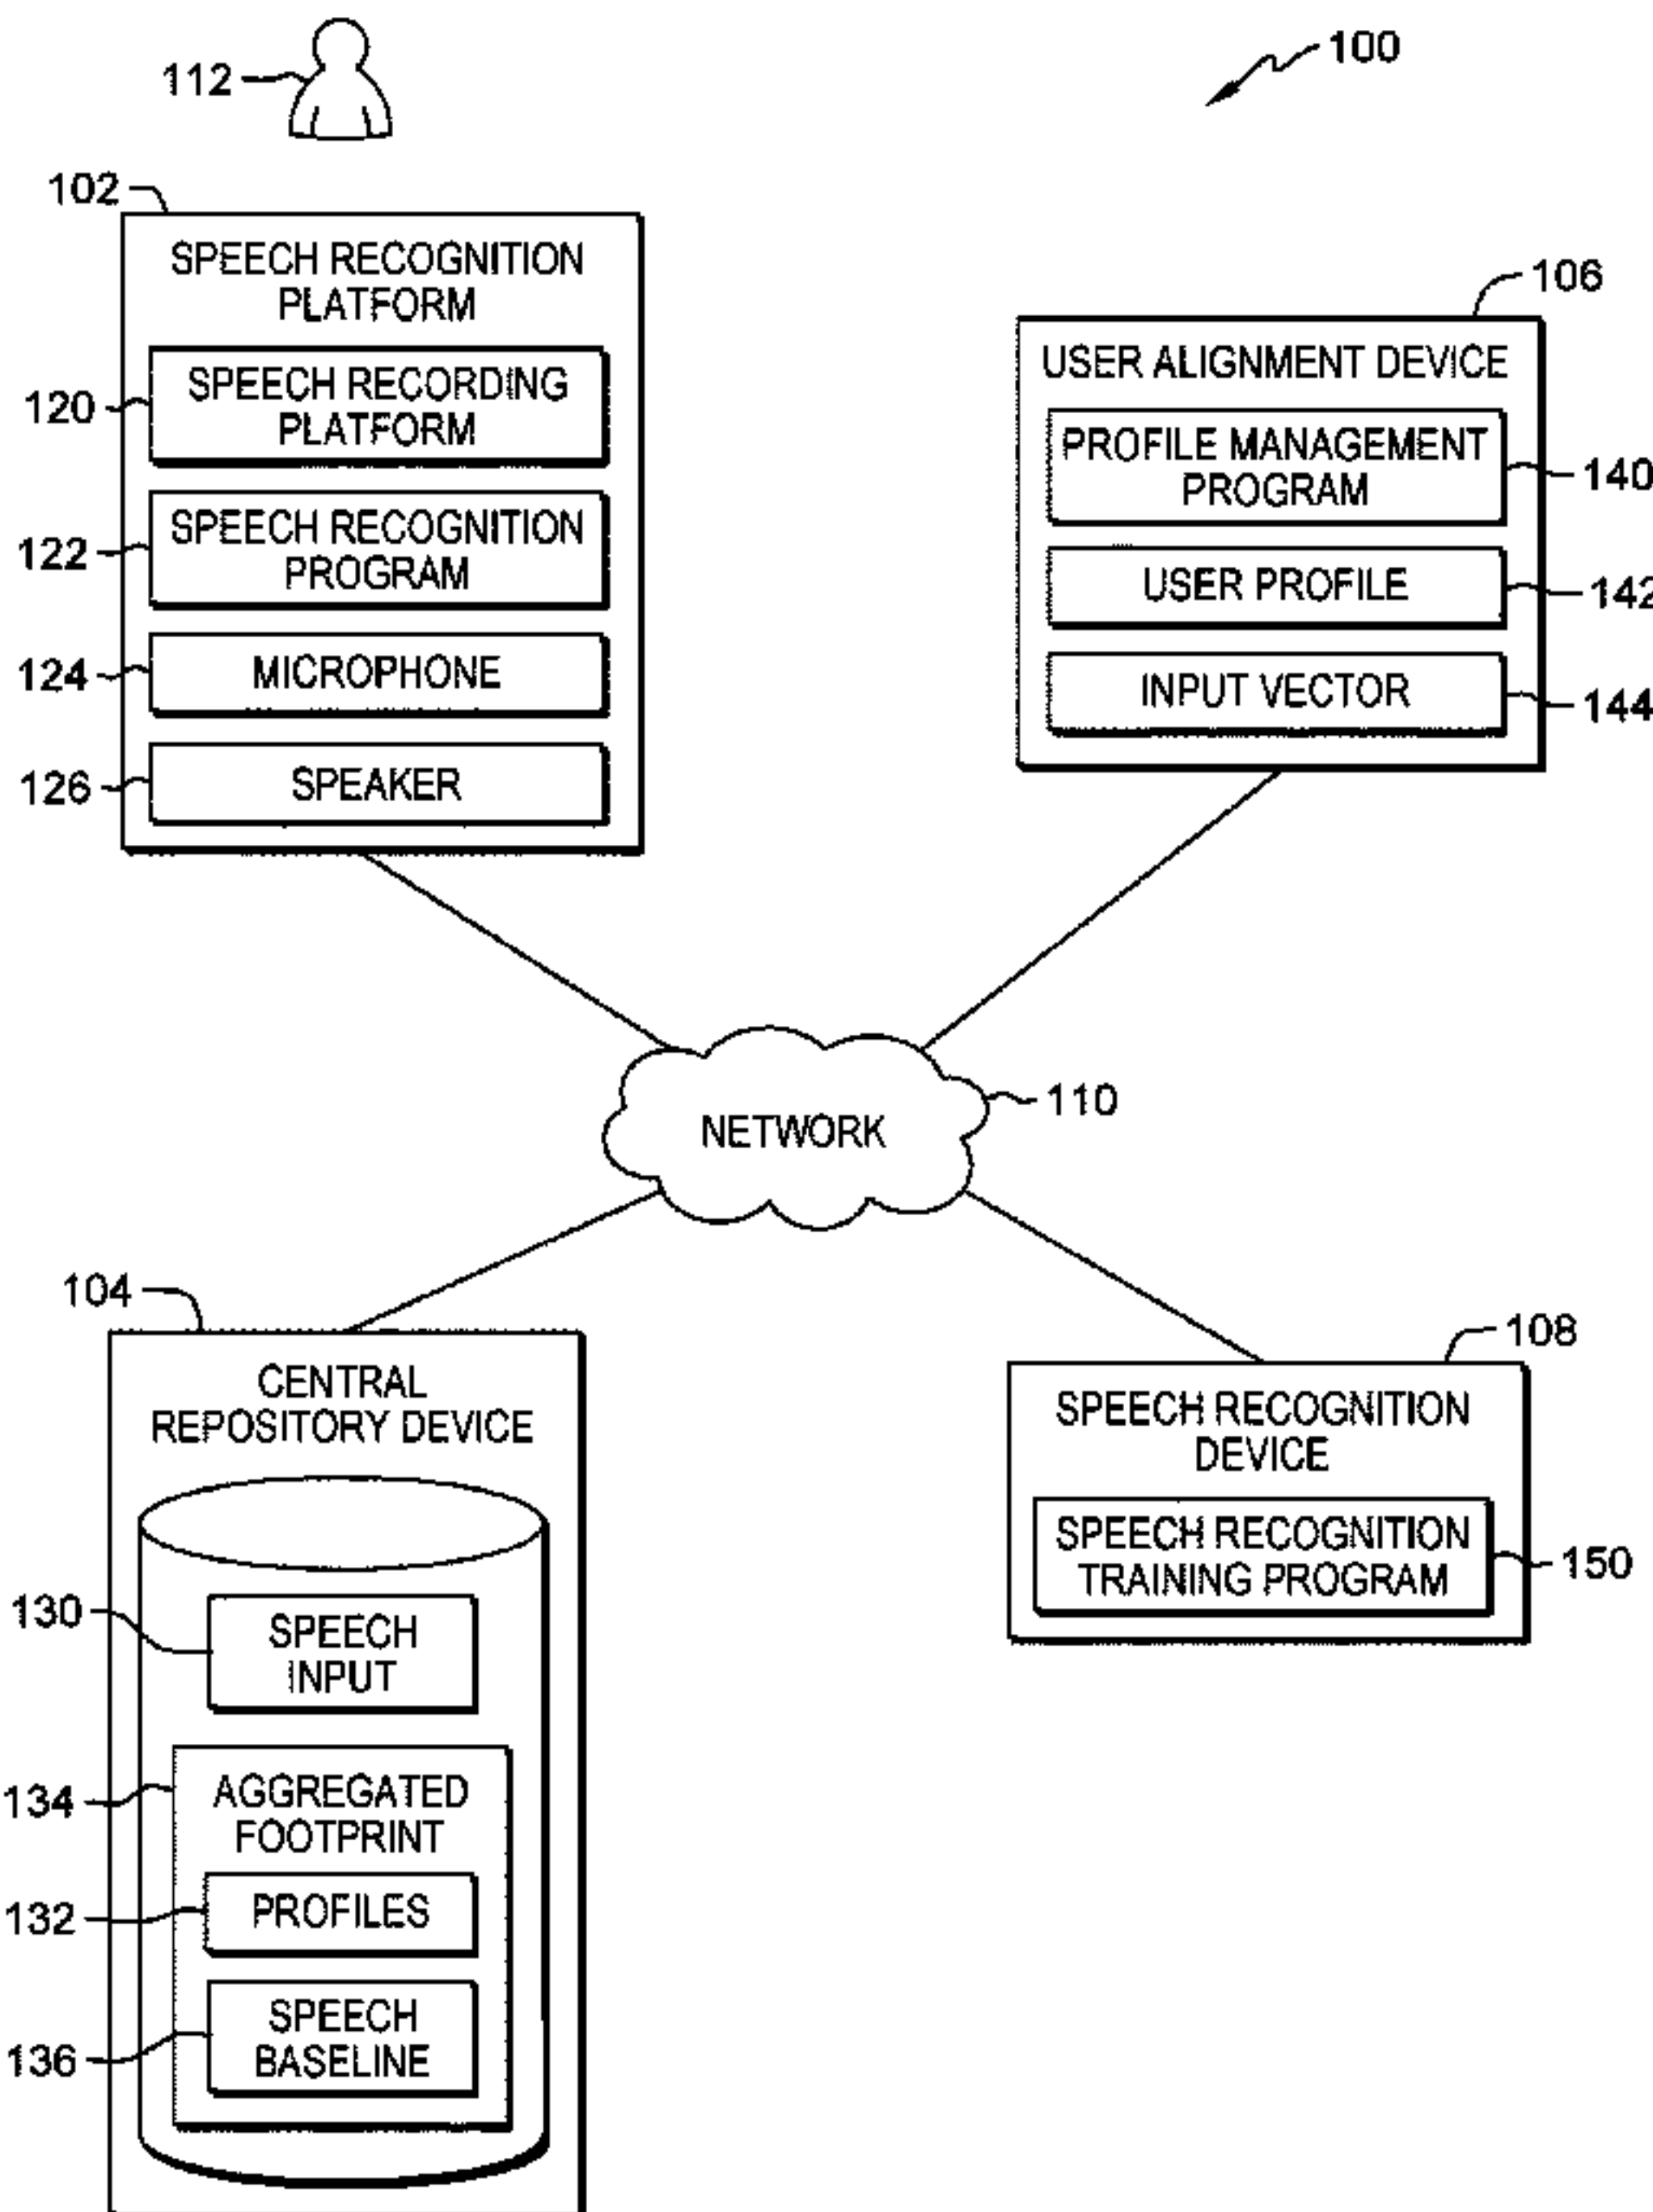 112
100
102
SPEECH RECOGNITION
PLATFORM
120
SPEECH RECORDING
PLATFORM
122
SPEECH RECOGNITION
PROGRAM
124
MICROPHONE
126
SPEAKER
106
USER ALIGNMENT DEVICE
PROFILE MANAGEMENT
PROGRAM
140
USER PROFILE
142
INPUT VECTOR
144
NETWORK
110
104
CENTRAL
REPOSITORY DEVICE
130
SPEECH
INPUT
134
AGGREGATED
FOOTPRINT
132
PROFILES
136
SPEECH
BASELINE
108
SPEECH RECOGNITION
DEVICE
SPEECH RECOGNITION
TRAINING PROGRAM
150